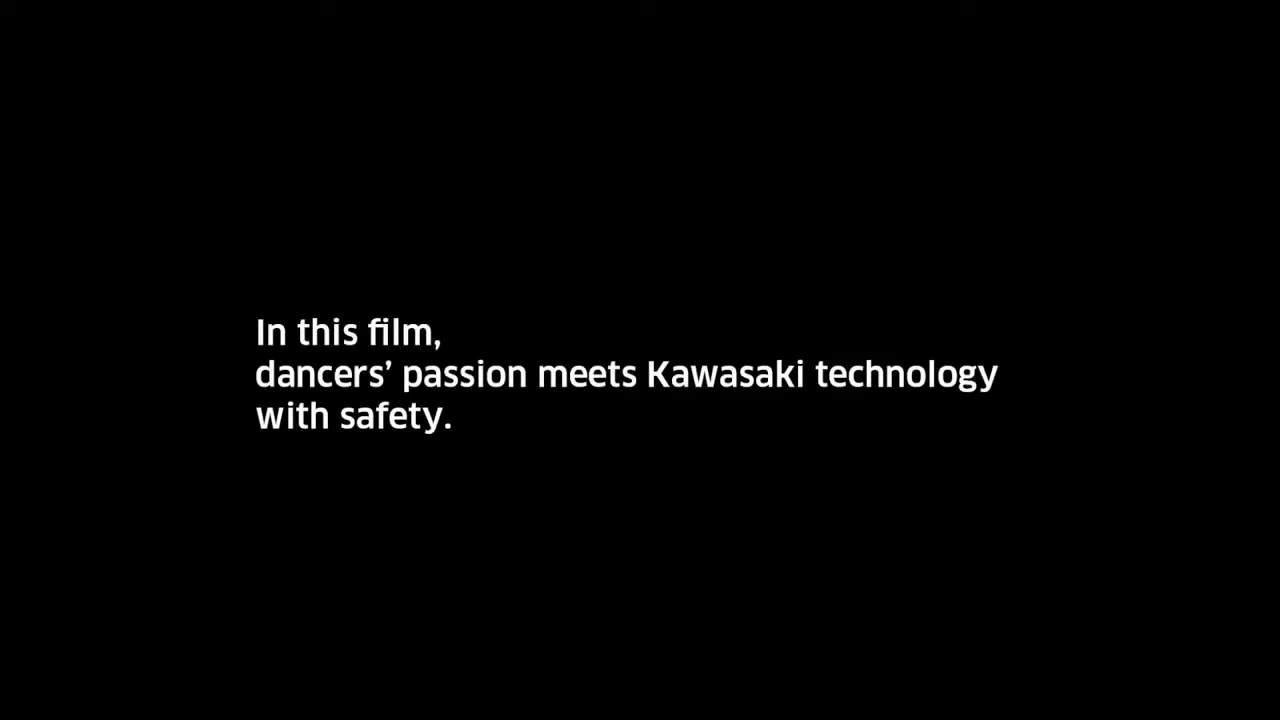 In this film,
dancers’ passion meets Kawasaki technology
with safety.